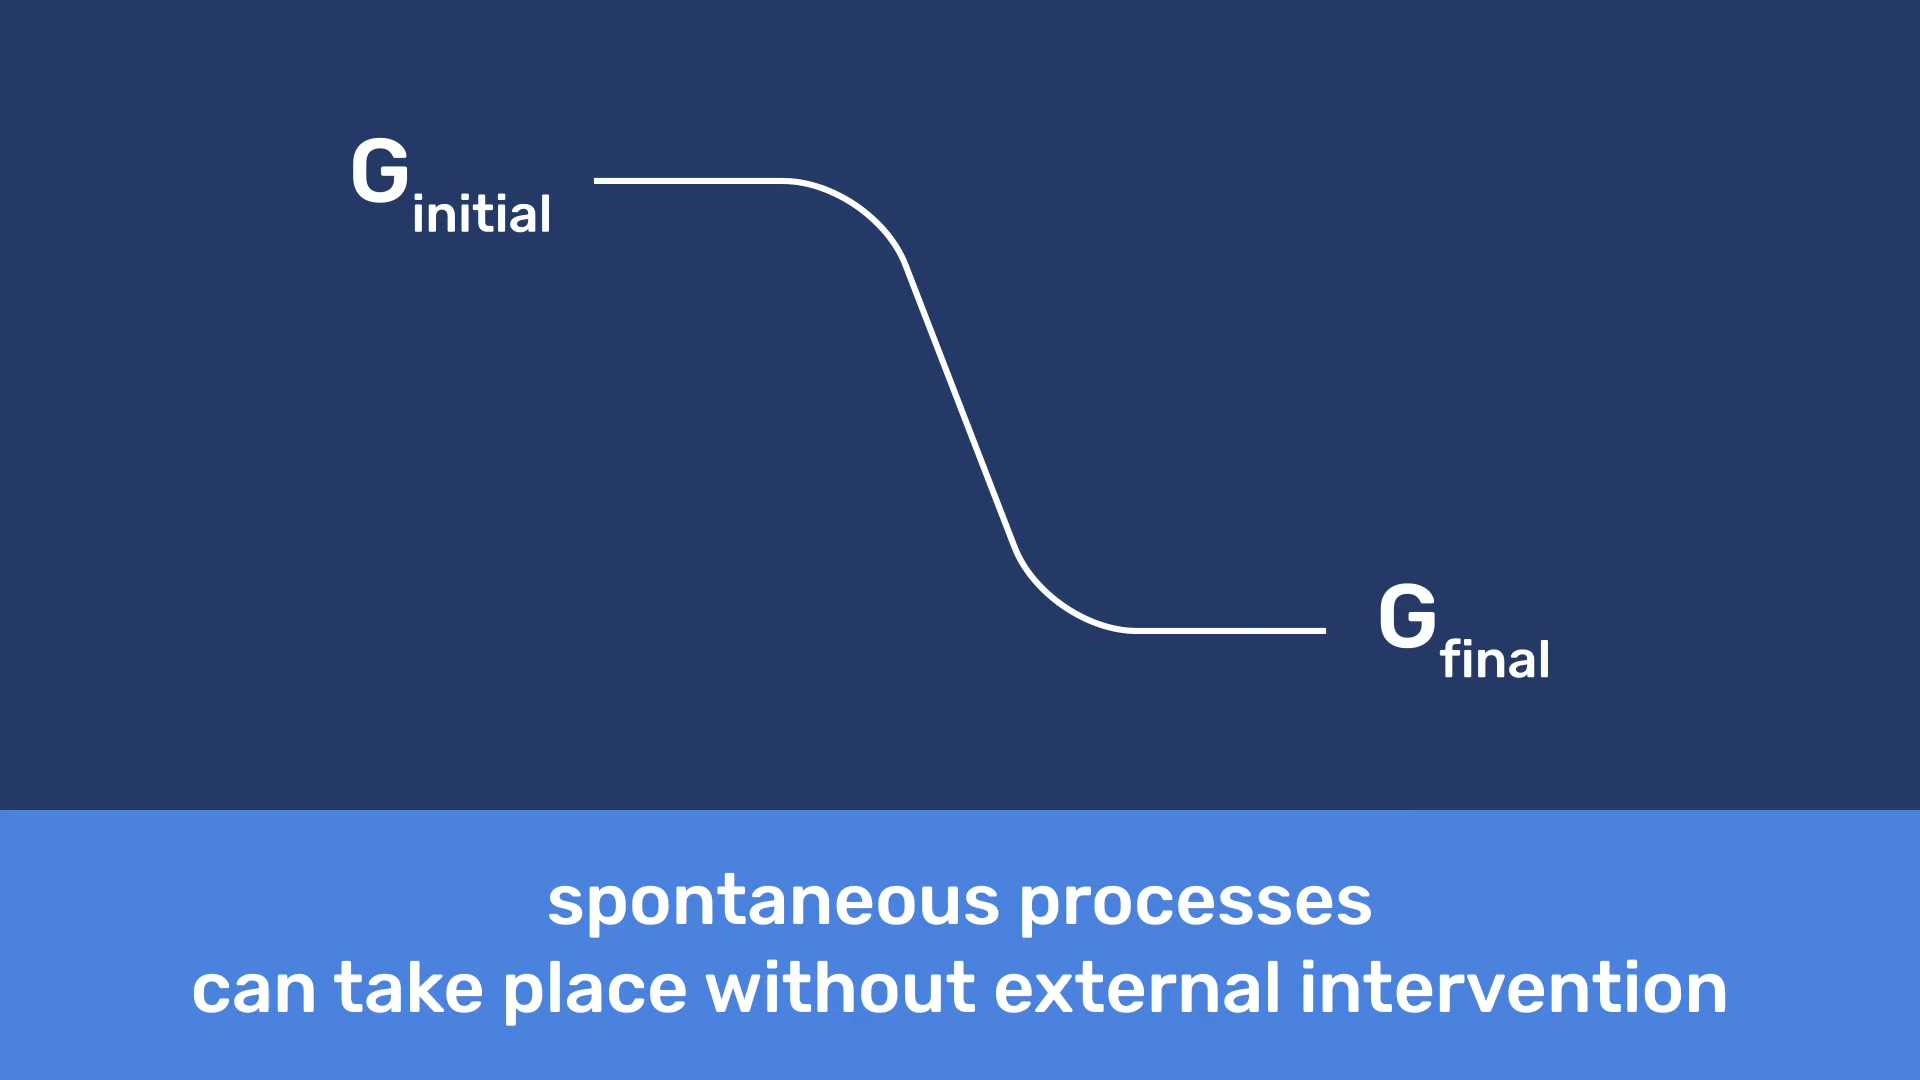 Ginitial
Gfinal
spontaneous processes
can take place without external intervention